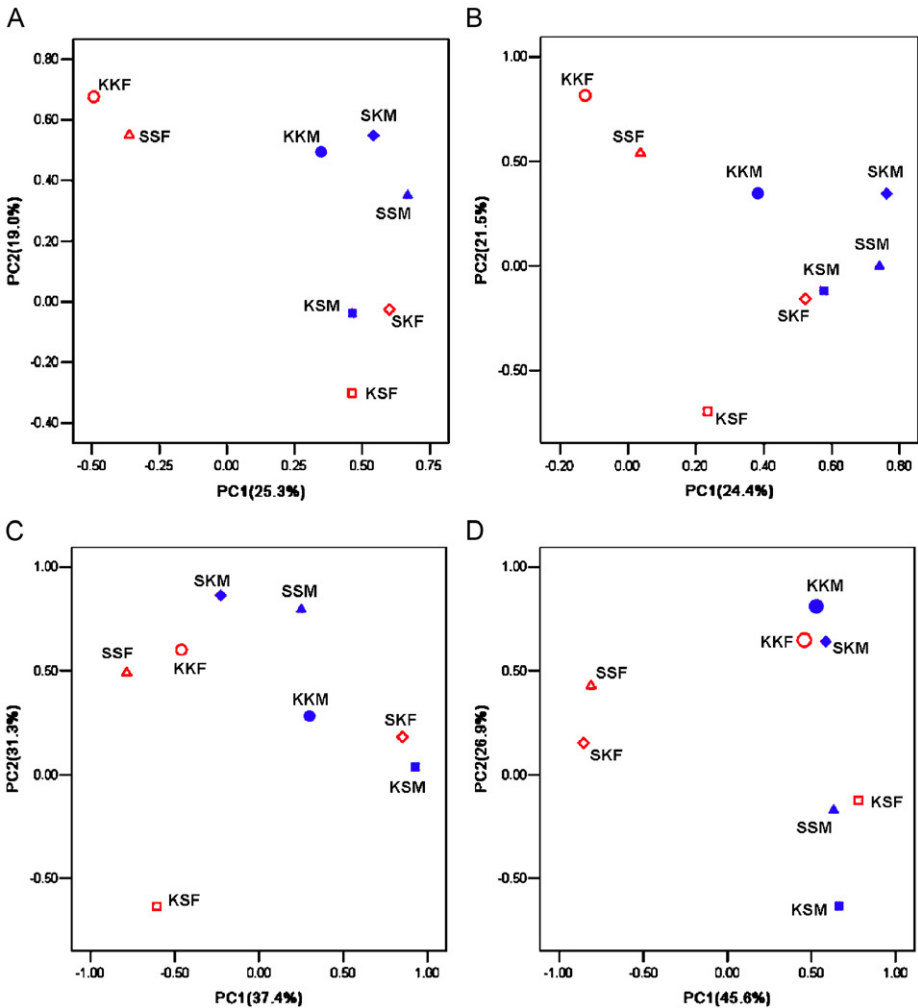 A
0.80
0.60
0.40
0.20
0.00
-0.20
-0.40
PC2(19.0%)
KKF
SSF
KKM
SKM
SSM
KSM
SKF
KSF
-0.50
-0.25
0.00
0.25
0.50
0.75
PC1(25.3%)
B
1.00
0.50
0.00
-0.50
PC2(21.5%)
KKF
SSF
KKM
SKM
SSM
KSM
SKF
KSF
-0.20
0.00
0.20
0.40
0.60
0.80
PC1(24.4%)
C
1.00
0.50
0.00
-0.50
PC2(31.3%)
SKM
SSM
SSF
KKF
KKM
SKF
KSM
KSF
-1.00
-0.50
0.00
0.50
1.00
PC1(37.4%)
D
1.00
0.50
0.00
-0.50
PC2(26.9%)
KKM
KKF
SKM
SSF
SKF
KSF
SSM
KSM
-1.00
-0.50
0.00
0.50
1.00
PC1(45.6%)